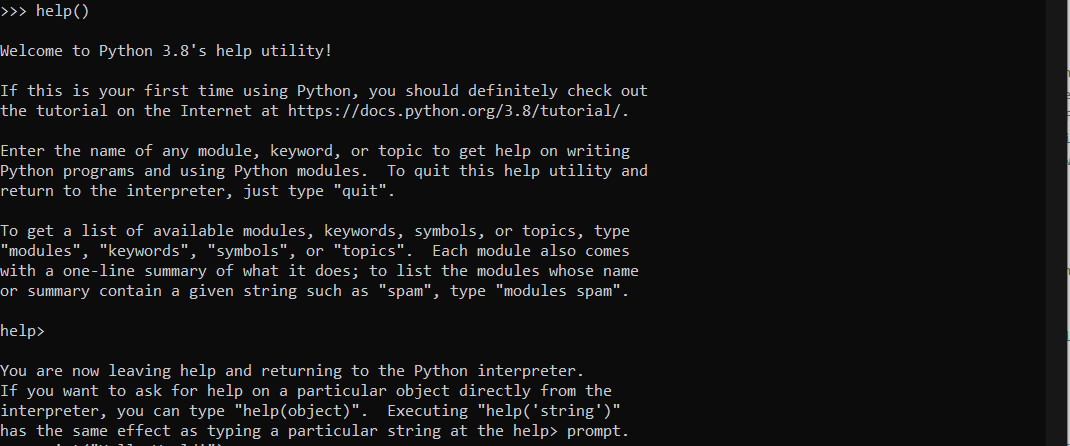 >>> help()
Welcome to Python 3.8's help utility!
If this is your first time using Python, you should definitely check out
the tutorial on the Internet at https://docs.python.org/3.8/tutorial/.
Enter the name of any module, keyword, or topic to get help on writing
Python programs and using Python modules.  To quit this help utility and
return to the interpreter, just type "quit".
To get a list of available modules, keywords, symbols, or topics, type
"modules", "keywords", "symbols", or "topics".  Each module also comes
with a one-line summary of what it does; to list the modules whose name
or summary contain a given string such as "spam", type "modules spam".
help>
You are now leaving help and returning to the Python interpreter.
If you want to ask for help on a particular object directly from the
interpreter, you can type "help(object)".  Executing "help('string')"
has the same effect as typing a particular string at the help> prompt.